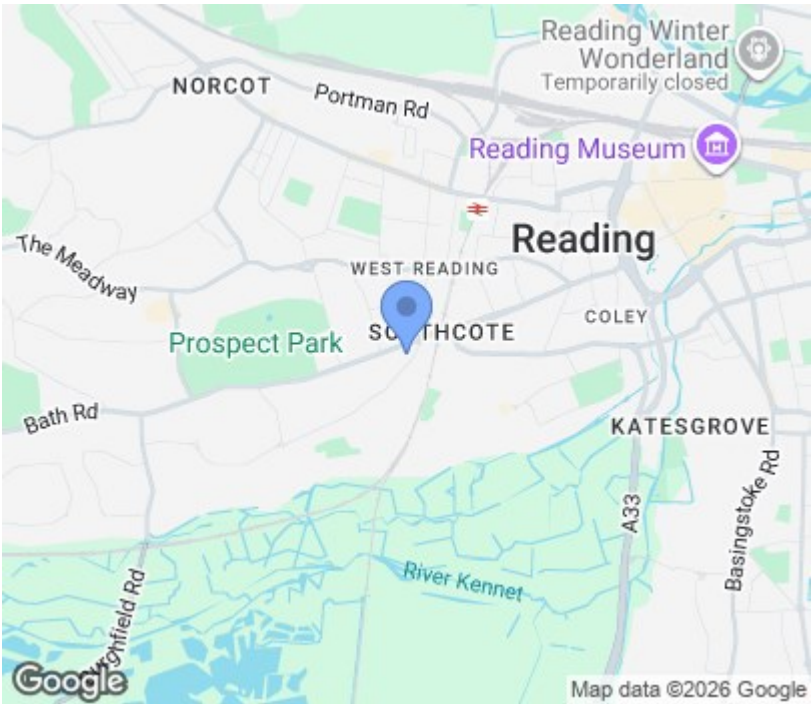 Reading Winter
Wonderland
Temporarily closed
NORCOT
Portman Rd
Reading Museum
Reading
The Meadway
WEST READING
COLEY
Prospect Park
Bath Rd
KATESGROVE
A33
Basingstoke Rd
River Kennet
Google
Map data ©2026 Google